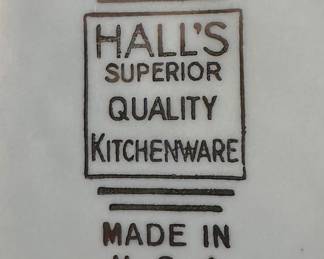 HALL'S
SUPERIOR
QUALITY
KITCHENWARE
MADE IN